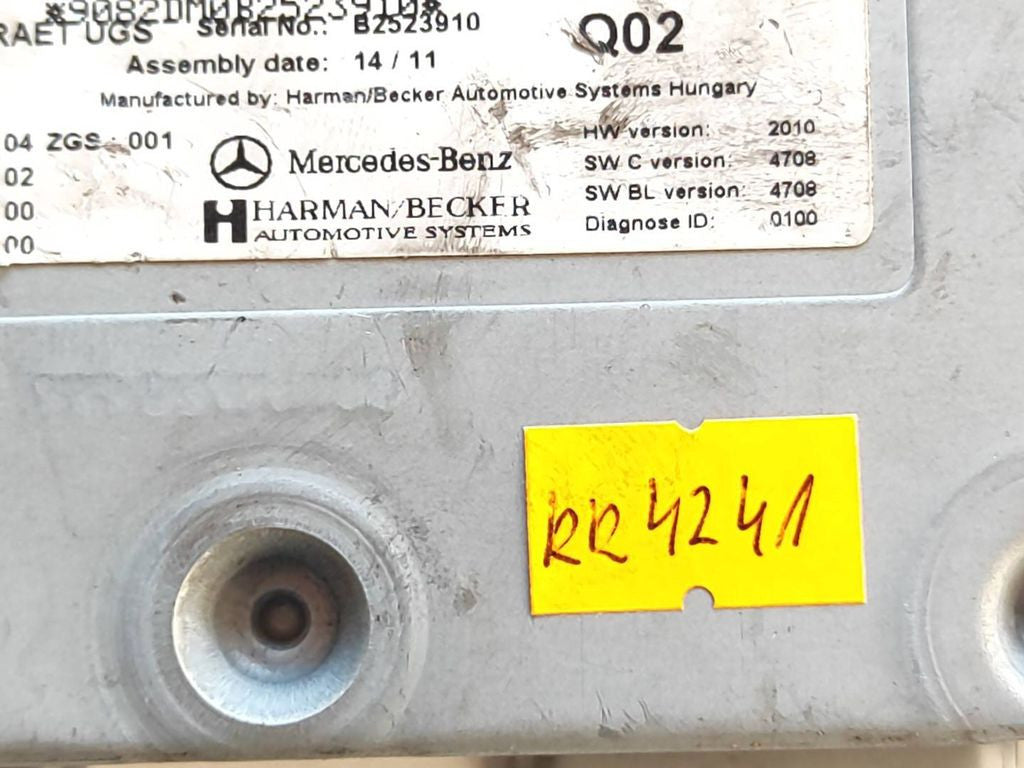 *9082DM0B2523910*
RAET UGS Serial No.: B2523910 Q02
Assembly date: 14 / 11
Manufactured by: Harman/Becker Automotive Systems Hungary
04 ZGS 001
02
00
00
Mercedes-Benz
HARMAN/BECKER
AUTOMOTIVE SYSTEMS
HW version: 2010
SW C version: 4708
SW BL version: 4708
Diagnose ID: 0100
RR4241